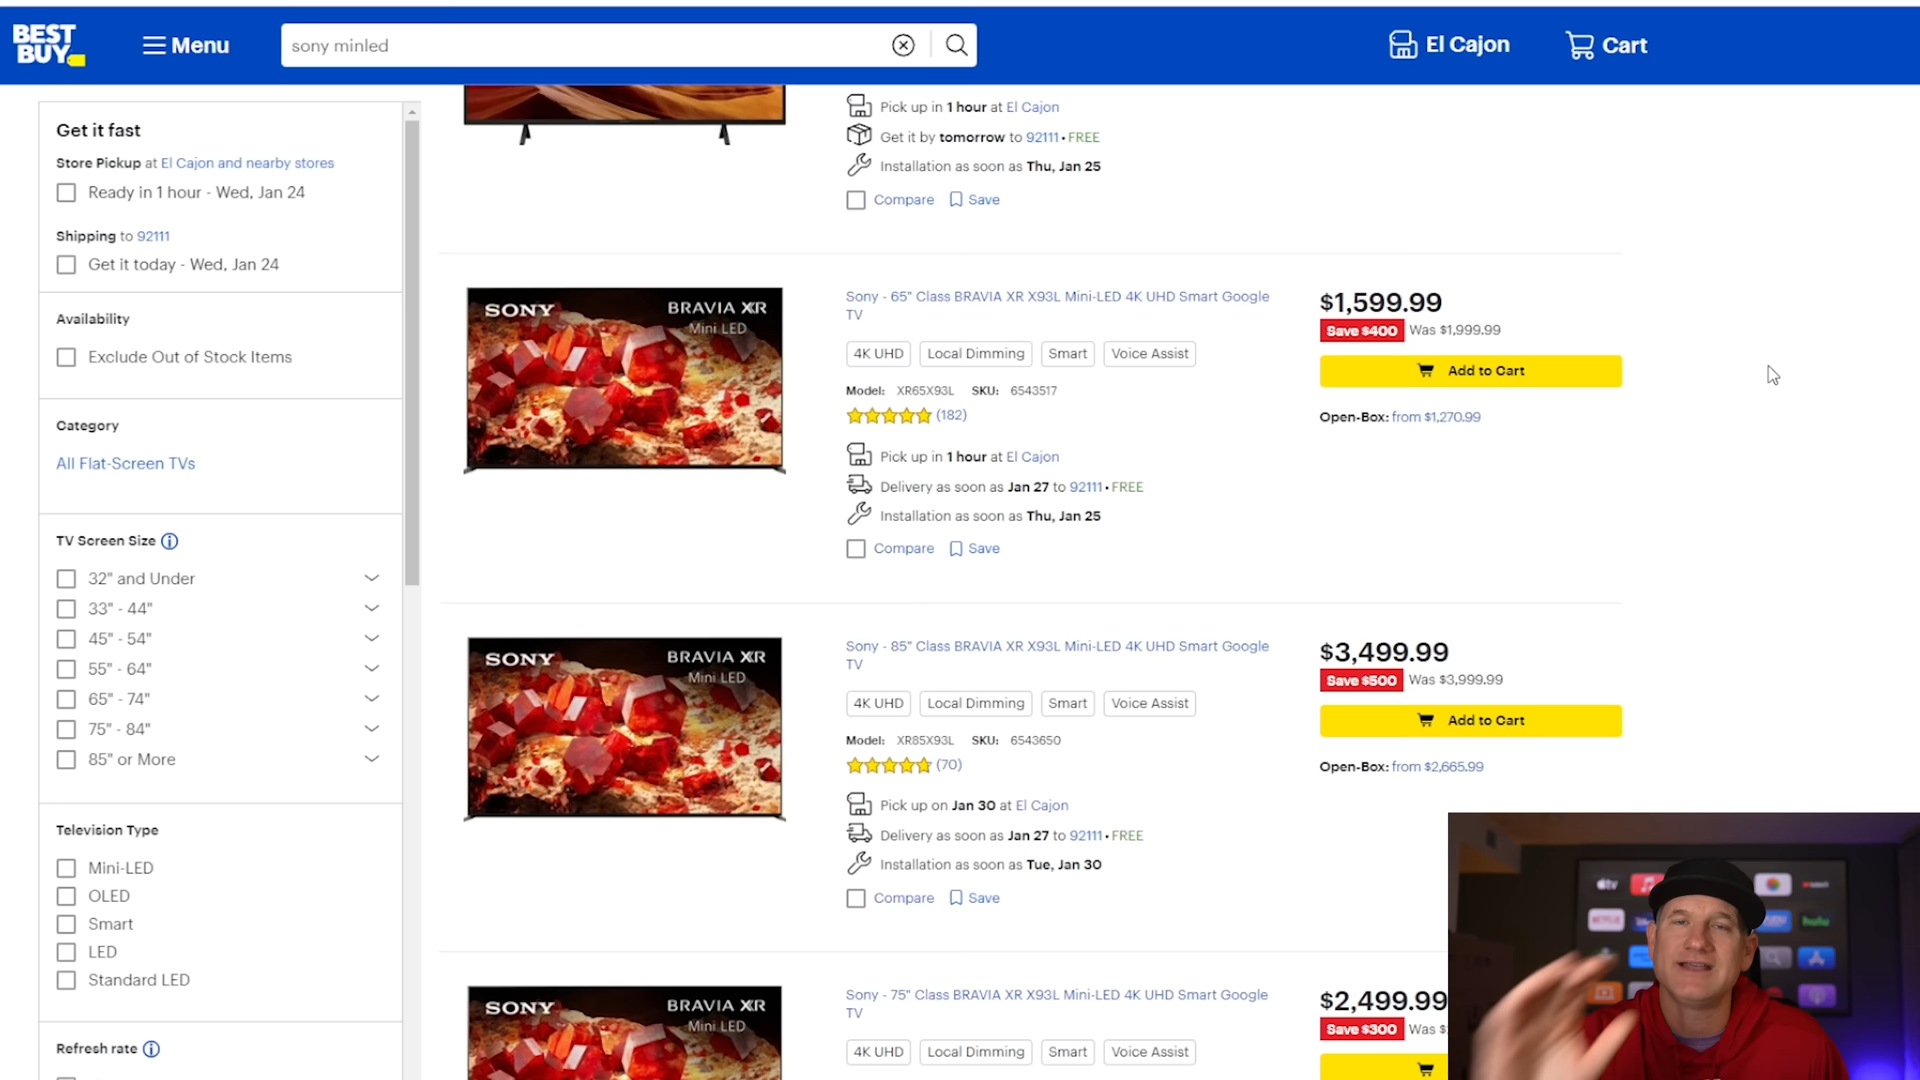 BEST
BUY
Menu
sony minled
El Cajon
Cart
Get it fast
Store Pickup at El Cajon and nearby stores
Ready in 1 hour - Wed, Jan 24
Shipping to 92111
Get it today - Wed, Jan 24
Availability
Exclude Out of Stock Items
Category
All Flat-Screen TVs
TV Screen Size
32" and Under
33" - 44"
45" - 54"
55" - 64"
65" - 74"
75" - 84"
85" or More
Television Type
Mini-LED
OLED
Smart
LED
Standard LED
Refresh rate
Pick up in 1 hour at El Cajon
Get it by tomorrow to 92111 • FREE
Installation as soon as Thu, Jan 25
Compare Save
SONY
BRAVIA XR
Mini LED
Sony - 65" Class BRAVIA XR X93L Mini-LED 4K UHD Smart Google
TV
4K UHD Local Dimming Smart Voice Assist
Model: XR65X93L SKU: 6543517
(182)
Pick up in 1 hour at El Cajon
Delivery as soon as Jan 27 to 92111 • FREE
Installation as soon as Thu, Jan 25
Compare Save
$1,599.99
Save $400 Was $1,999.99
Add to Cart
Open-Box: from $1,270.99
SONY
BRAVIA XR
Mini LED
Sony - 85" Class BRAVIA XR X93L Mini-LED 4K UHD Smart Google
TV
4K UHD Local Dimming Smart Voice Assist
Model: XR85X93L SKU: 6543650
(70)
Pick up on Jan 30 at El Cajon
Delivery as soon as Jan 27 to 92111 • FREE
Installation as soon as Tue, Jan 30
Compare Save
$3,499.99
Save $500 Was $3,999.99
Add to Cart
Open-Box: from $2,665.99
SONY
BRAVIA XR
Mini LED
Sony - 75" Class BRAVIA XR X93L Mini-LED 4K UHD Smart Google
TV
4K UHD Local Dimming Smart Voice Assist
$2,499.99
Save $300 Was
tv
NETFLIX
hulu